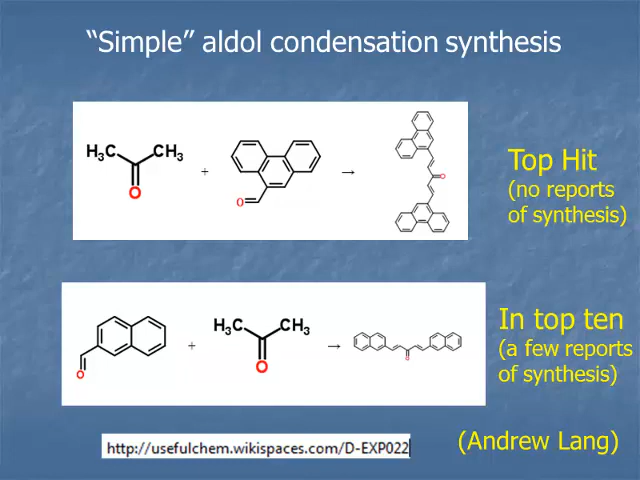 “Simple” aldol condensation synthesis
H₃C CH₃
O
+
O
→
O
Top Hit
(no reports
of synthesis)
O
+
H₃C CH₃
O
→
O
In top ten
(a few reports
of synthesis)
http://usefulchem.wikispaces.com/D-EXP022
(Andrew Lang)